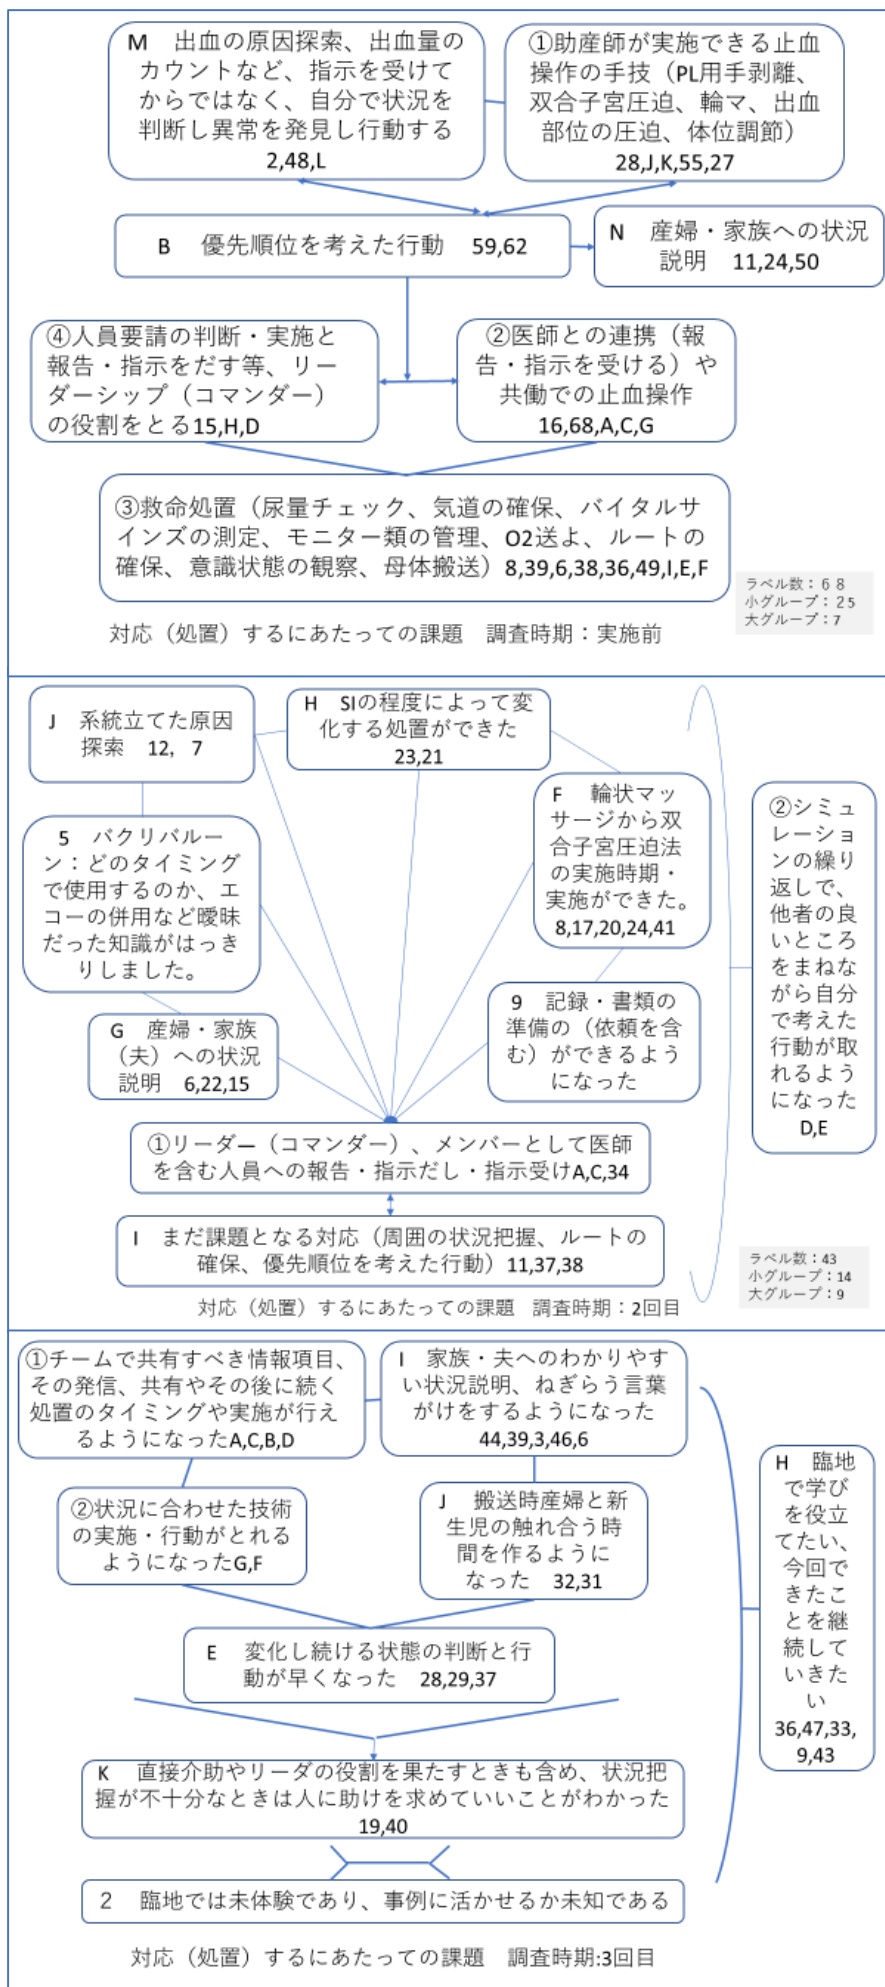 M 出血の原因探索、出血量の
カウントなど、指示を受けて
からではなく、自分で状況を
判断し異常を発見し行動する
2,48,L
①助産師が実施できる止血
操作の手技（PL用手剥離、
双合子宮圧迫、輪マ、出血
部位の圧迫、体位調節）
28,J,K,55,27
B 優先順位を考えた行動 59,62
N 産婦・家族への状況
説明 11,24,50
④人員要請の判断・実施と
報告・指示をだす等、リー
ダーシップ（コマンダー）
の役割をとる15,H,D
②医師との連携（報
告・指示を受ける）や
共働での止血操作
16,68,A,C,G
③救命処置（尿量チェック、気道の確保、バイタルサ
インズの測定、モニター類の管理、O2送よ、ルートの
確保、意識状態の観察、母体搬送）8,39,6,38,36,49,I,E,F
ラベル数：６８
小グループ：２５
大グループ：7
対応（処置）するにあたっての課題 調査時期：実施前
J 系統立てた原因
探索 12，7
H SIの程度によって変
化する処置ができた
23,21
5 バクリバルー
ン：どのタイミング
で使用するのか、エ
コーの併用など曖昧
だった知識がはっき
りしました。
F 輪状マッ
サージから双
合子宮圧迫法
の実施時期・
実施ができた。
8,17,20,24,41
G 産婦・家族
（夫）への状況
説明 6,22,15
9 記録・書類の
準備の（依頼を含
む）ができるよう
になった
②シミュ
レーショ
ンの繰り
返しで、
他者の良
いところ
をまねな
がら自分
で考えた
行動が取
れるよう
になった
D,E
①リーダ―（コマンダー）、メンバーとして医師
を含む人員への報告・指示だし・指示受けA,C,34
I まだ課題となる対応（周囲の状況把握、ルートの
確保、優先順位を考えた行動）11,37,38
ラベル数：43
小グループ：14
大グループ：9
対応（処置）するにあたっての課題 調査時期：2回目
①チームで共有すべき情報項目、
その発信、共有やその後に続く
処置のタイミングや実施が行え
るようになったA,C,B,D
I 家族・夫へのわかりやす
い状況説明、ねぎらう言葉
がけをするようになった
44,39,3,46,6
②状況に合わせた技術
の実施・行動がとれる
ようになったG,F
J 搬送時産婦と新
生児の触れ合う時
間を作るように
なった 32,31
H 臨地
で学び
を役立
てたい、
今回で
きたこ
とを継
続して
いきた
い
36,47,33,
9,43
E 変化し続ける状態の判断と行
動が早くなった 28,29,37
K 直接介助やリーダの役割を果たすときも含め、状況把
握が不十分なときは人に助けを求めていいことがわかった
19,40
２ 臨地では未体験であり、事例に活かせるか未知である
対応（処置）するにあたっての課題 調査時期:3回目